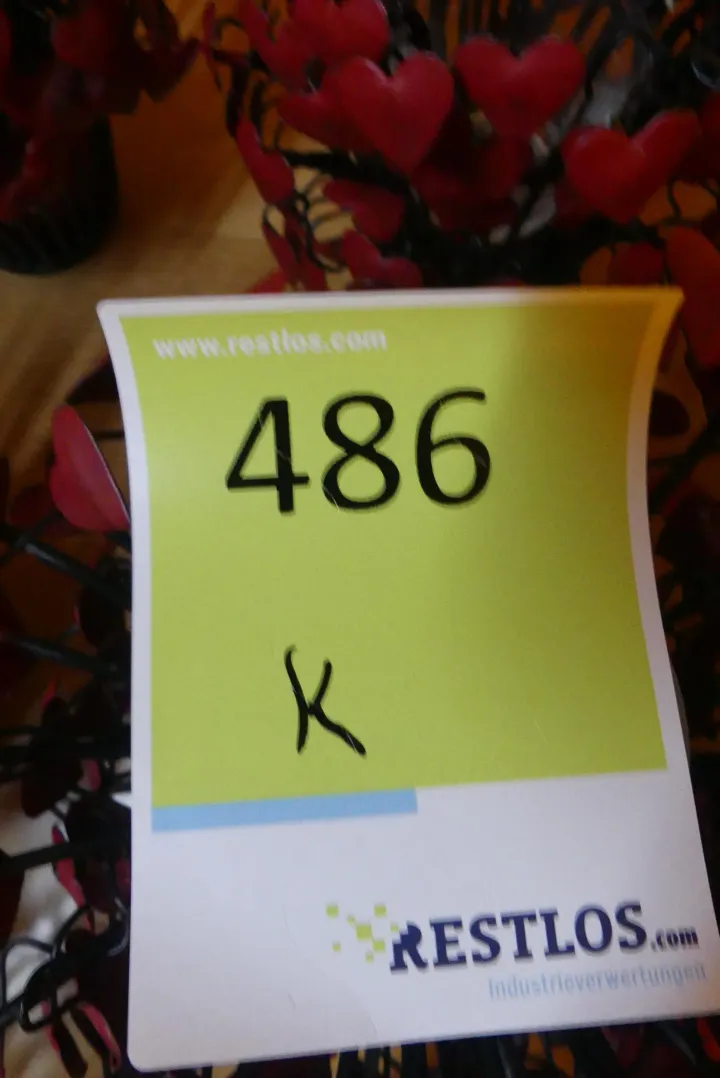 www.restlos.com
486
K
RESTLOS.com
Industrieverwertungen